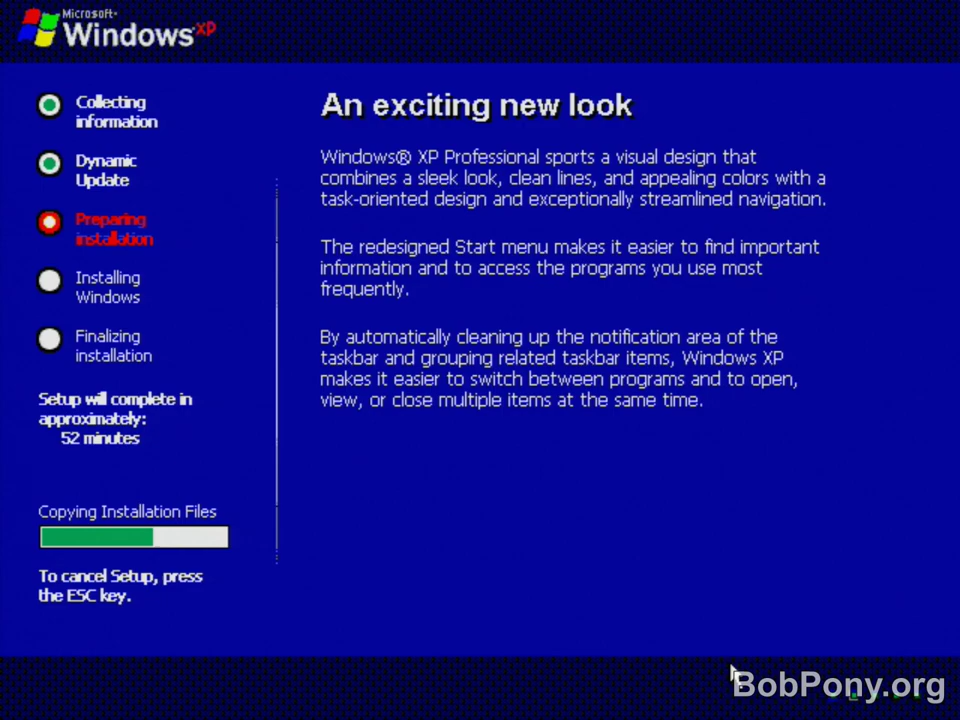 Microsoft®
Windows XP
Collecting
information
Dynamic
Update
Preparing
installation
Installing
Windows
Finalizing
installation
Setup will complete in
approximately:
52 minutes
Copying Installation Files
To cancel Setup, press
the ESC key.
An exciting new look
Windows® XP Professional sports a visual design that
combines a sleek look, clean lines, and appealing colors with a
task-oriented design and exceptionally streamlined navigation.
The redesigned Start menu makes it easier to find important
information and to access the programs you use most
frequently.
By automatically cleaning up the notification area of the
taskbar and grouping related taskbar items, Windows XP
makes it easier to switch between programs and to open,
view, or close multiple items at the same time.
BobPony.org